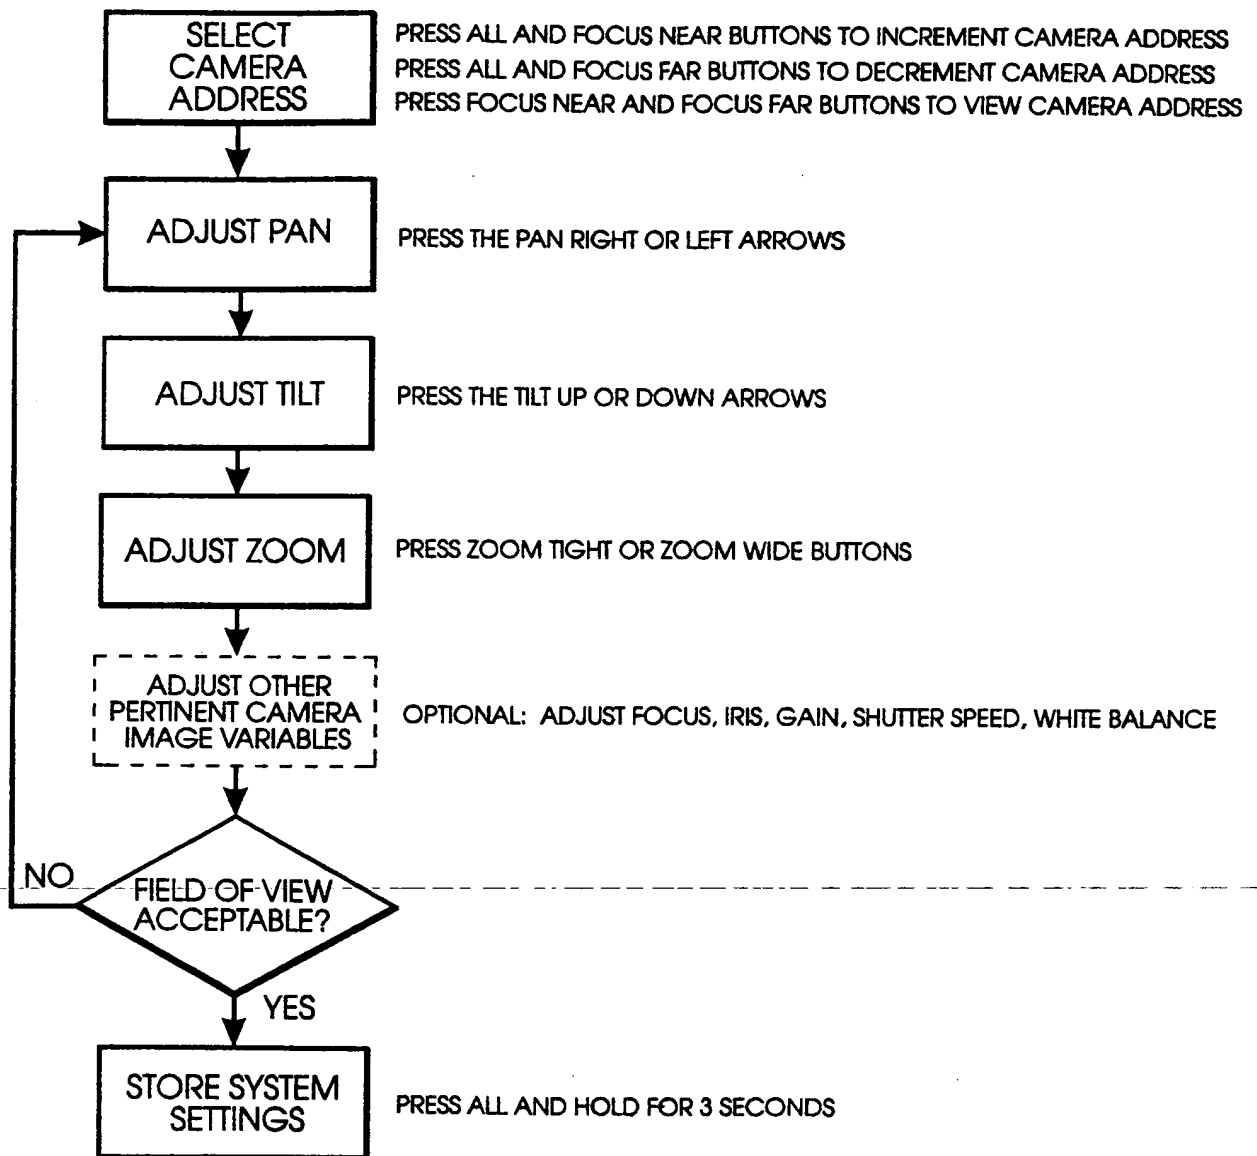 SELECT
CAMERA
ADDRESS
PRESS ALL AND FOCUS NEAR BUTTONS TO INCREMENT CAMERA ADDRESS
PRESS ALL AND FOCUS FAR BUTTONS TO DECREMENT CAMERA ADDRESS
PRESS FOCUS NEAR AND FOCUS FAR BUTTONS TO VIEW CAMERA ADDRESS
ADJUST PAN
PRESS THE PAN RIGHT OR LEFT ARROWS
ADJUST TILT
PRESS THE TILT UP OR DOWN ARROWS
ADJUST ZOOM
PRESS ZOOM TIGHT OR ZOOM WIDE BUTTONS
ADJUST OTHER
PERTINENT CAMERA
IMAGE VARIABLES
OPTIONAL: ADJUST FOCUS, IRIS, GAIN, SHUTTER SPEED, WHITE BALANCE
NO
FIELD OF VIEW
ACCEPTABLE?
YES
STORE SYSTEM
SETTINGS
PRESS ALL AND HOLD FOR 3 SECONDS